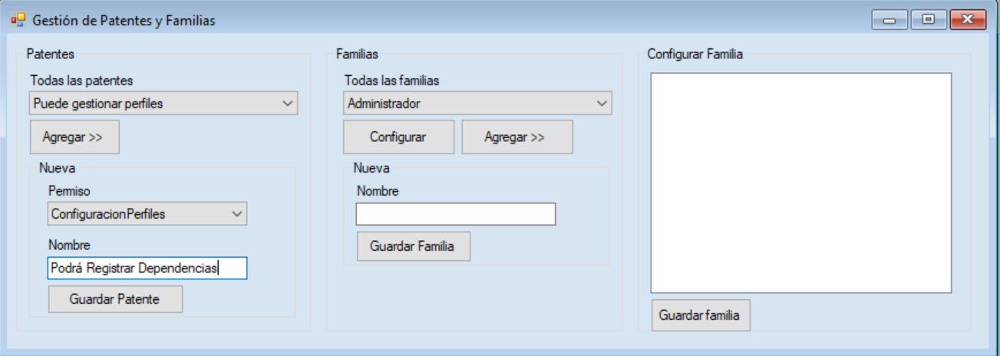 Gestión de Patentes y Familias
Patentes
Todas las patentes
Puede gestionar perfiles
Agregar >>
Nueva
Permiso
ConfiguracionPerfiles
Nombre
Podrá Registrar Dependencias
Guardar Patente
Familias
Todas las familias
Administrador
Configurar
Agregar >>
Nueva
Nombre
Guardar Familia
Configurar Familia
Guardar familia